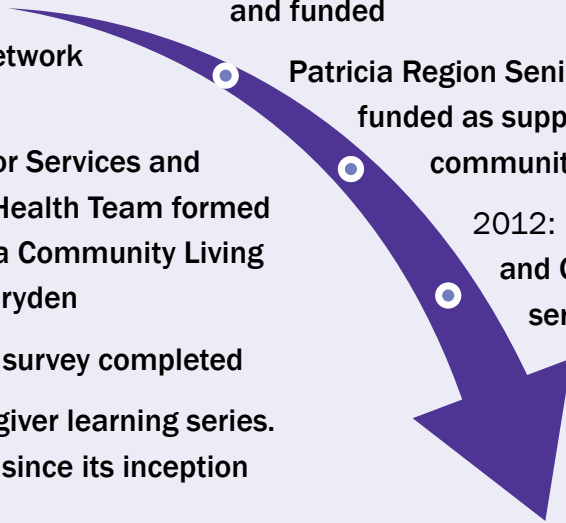 and funded
etwork
Patricia Region Seni
funded as supp
communit
or Services and
Health Team formed
a Community Living
ryden
2012:
and C
ser
survey completed
giver learning series.
since its inception